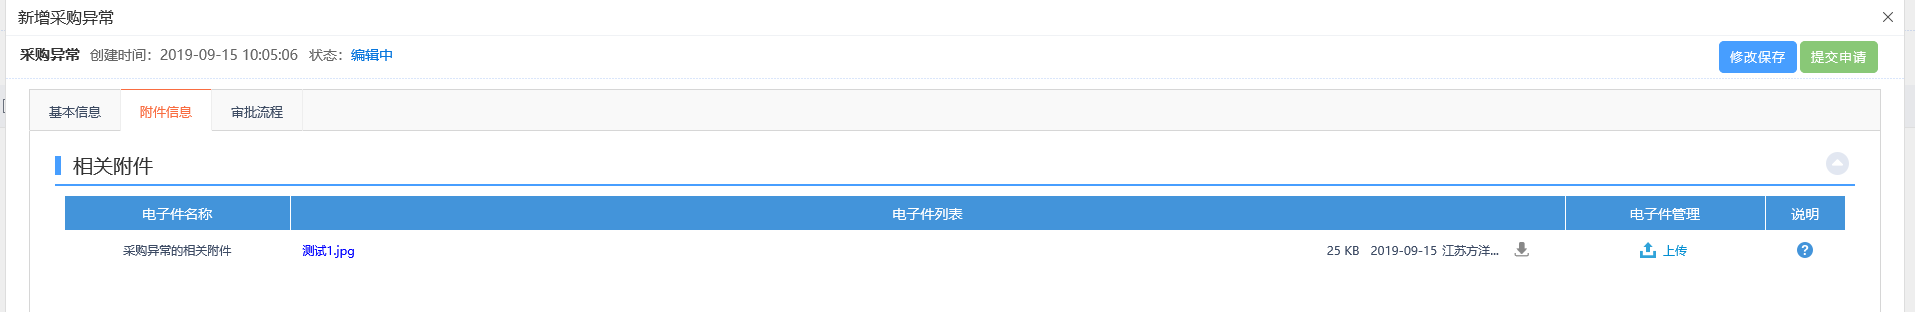 新增采购异常
采购异常 创建时间：2019-09-15 10:05:06 状态：编辑中 修改保存 提交申请
基本信息 附件信息 审批流程
相关附件
电子件名称 电子件列表 电子件管理 说明
采购异常的相关附件 测试1.jpg 25 KB 2019-09-15 江苏方洋... 上传